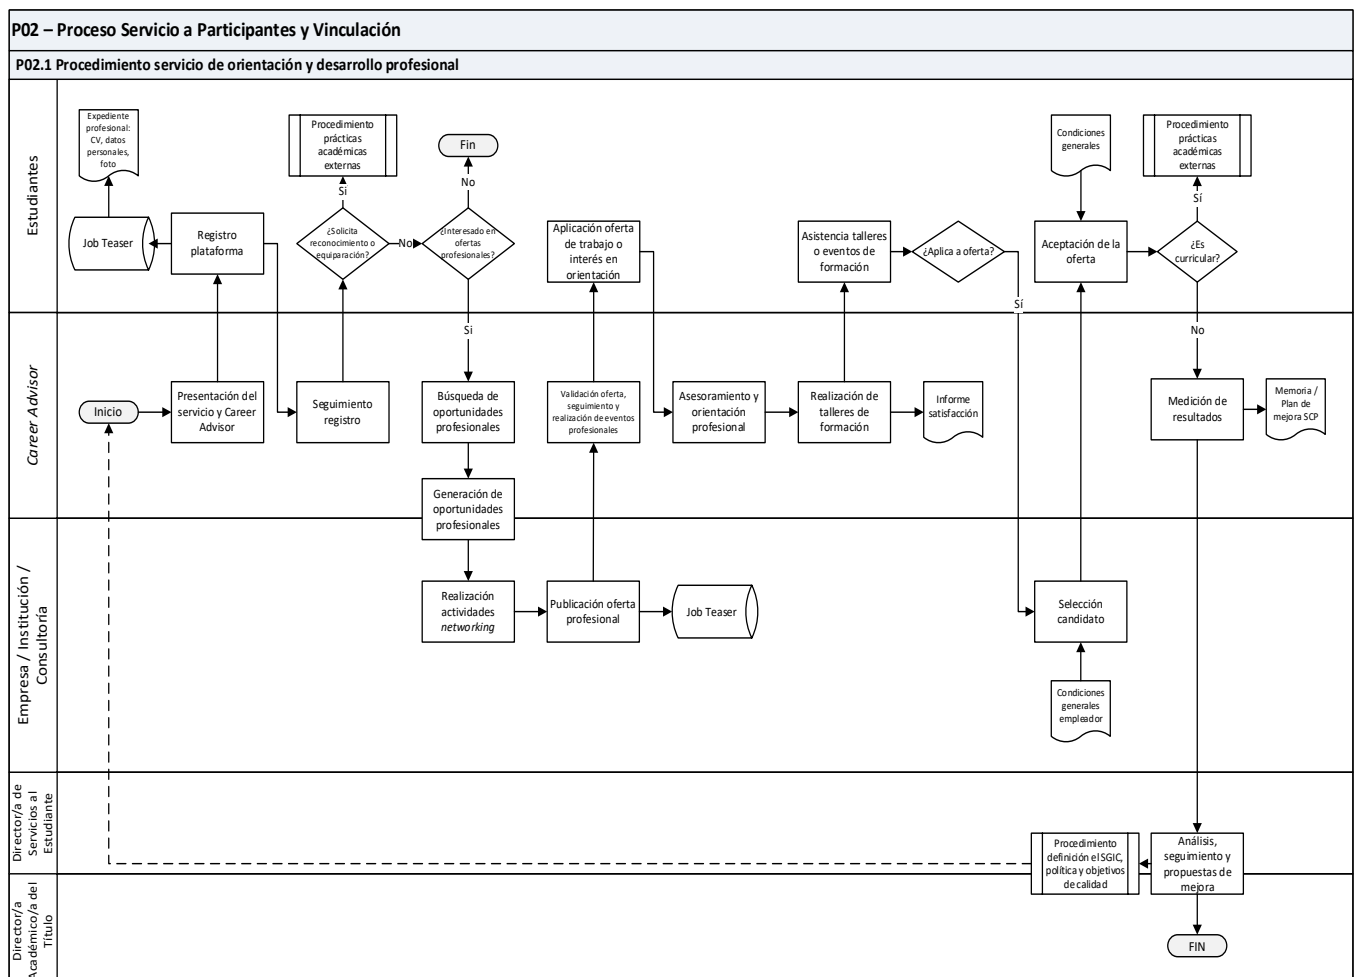 P02 – Proceso Servicio a Participantes y Vinculación
P02.1 Procedimiento servicio de orientación y desarrollo profesional
Estudiantes
Expediente
profesional:
CV, datos
personales,
foto
Job Teaser
Registro
plataforma
Procedimiento
prácticas
académicas
externas
Si
¿Solicita
reconocimiento o
equiparación?
No
Fin
No
¿Interesado en
ofertas
profesionales?
Si
Aplicación oferta
de trabajo o
interés en
orientación
Asistencia talleres
o eventos de
formación
¿Aplica a oferta?
Sí
Condiciones
generales
Aceptación de la
oferta
Procedimiento
prácticas
académicas
externas
Sí
¿Es
curricular?
No
Career Advisor
Inicio
Presentación del
servicio y Career
Advisor
Seguimiento
registro
Búsqueda de
oportunidades
profesionales
Generación de
oportunidades
profesionales
Validación oferta,
seguimiento y
realización de eventos
profesionales
Asesoramiento y
orientación
profesional
Realización de
talleres de
formación
Informe
satisfacción
Medición de
resultados
Memoria /
Plan de
mejora SCP
Empresa / Institución /
Consultoría
Realización
actividades
networking
Publicación oferta
profesional
Job Teaser
Selección
candidato
Condiciones
generales
empleador
Director/a de
Servicios al
Estudiante
Procedimiento
definición el SGIC,
política y objetivos
de calidad
Análisis,
seguimiento y
propuestas de
mejora
Director/a
Académico/a del
Título
FIN